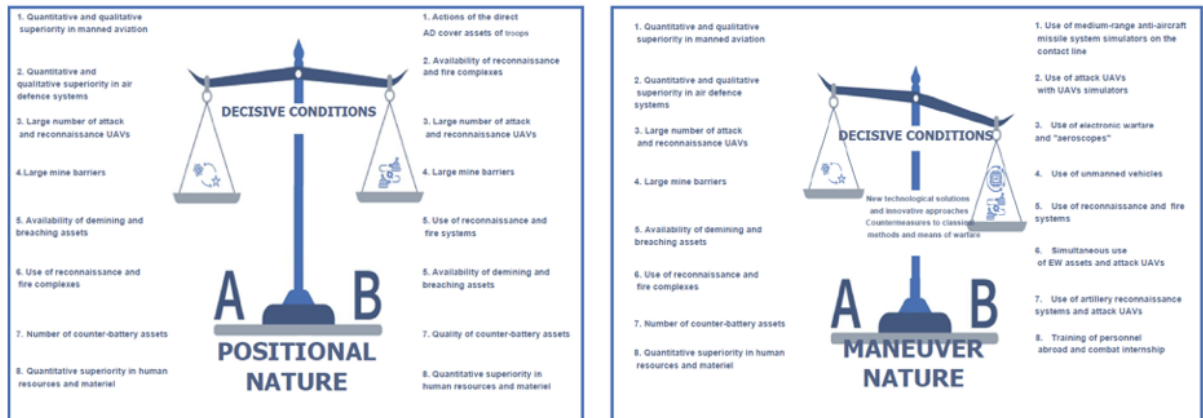 1. Quantitative and qualitative
superiority in manned aviation
2. Quantitative and
qualitative superiority in air
defence systems
3. Large number of attack
and reconnaissance UAVs
4.Large mine barriers
5. Availability of demining and
breaching assets
6. Use of reconnaissance and
fire complexes
7. Number of counter-battery assets
8. Quantitative superiority in human
resources and materiel
DECISIVE CONDITIONS
A B
POSITIONAL
NATURE
1. Actions of the direct
AD cover assets of troops
2. Availability of reconnaissance
and fire complexes
3. Large number of attack
and reconnaissance UAVs
4. Large mine barriers
5. Use of reconnaissance and
fire systems
5. Availability of demining and
breaching assets
7. Quality of counter-battery assets
8. Quantitative superiority in
human resources and materiel
1. Quantitative and qualitative
superiority in manned aviation
2. Quantitative and qualitative
superiority in air defence
systems
3. Large number of attack
and reconnaissance UAVs
4. Large mine barriers
5. Availability of demining and
breaching assets
6. Use of reconnaissance and
fire complexes
7. Number of counter-battery assets
8. Quantitative superiority in human
resources and materiel
DECISIVE CONDITIONS
New technological solutions
and innovative approaches
Countermeasures to classical
methods and means of warfare
A B
MANEUVER
NATURE
1. Use of medium-range anti-aircraft
missile system simulators on the
contact line
2. Use of attack UAVs
with UAVs simulators
3. Use of electronic warfare
and "aeroscopes"
4. Use of unmanned vehicles
5. Use of reconnaissance and fire
systems
6. Simultaneous use
of EW assets and attack UAVs
7. Use of artillery reconnaissance
systems and attack UAVs
8. Training of personnel
abroad and combat internship